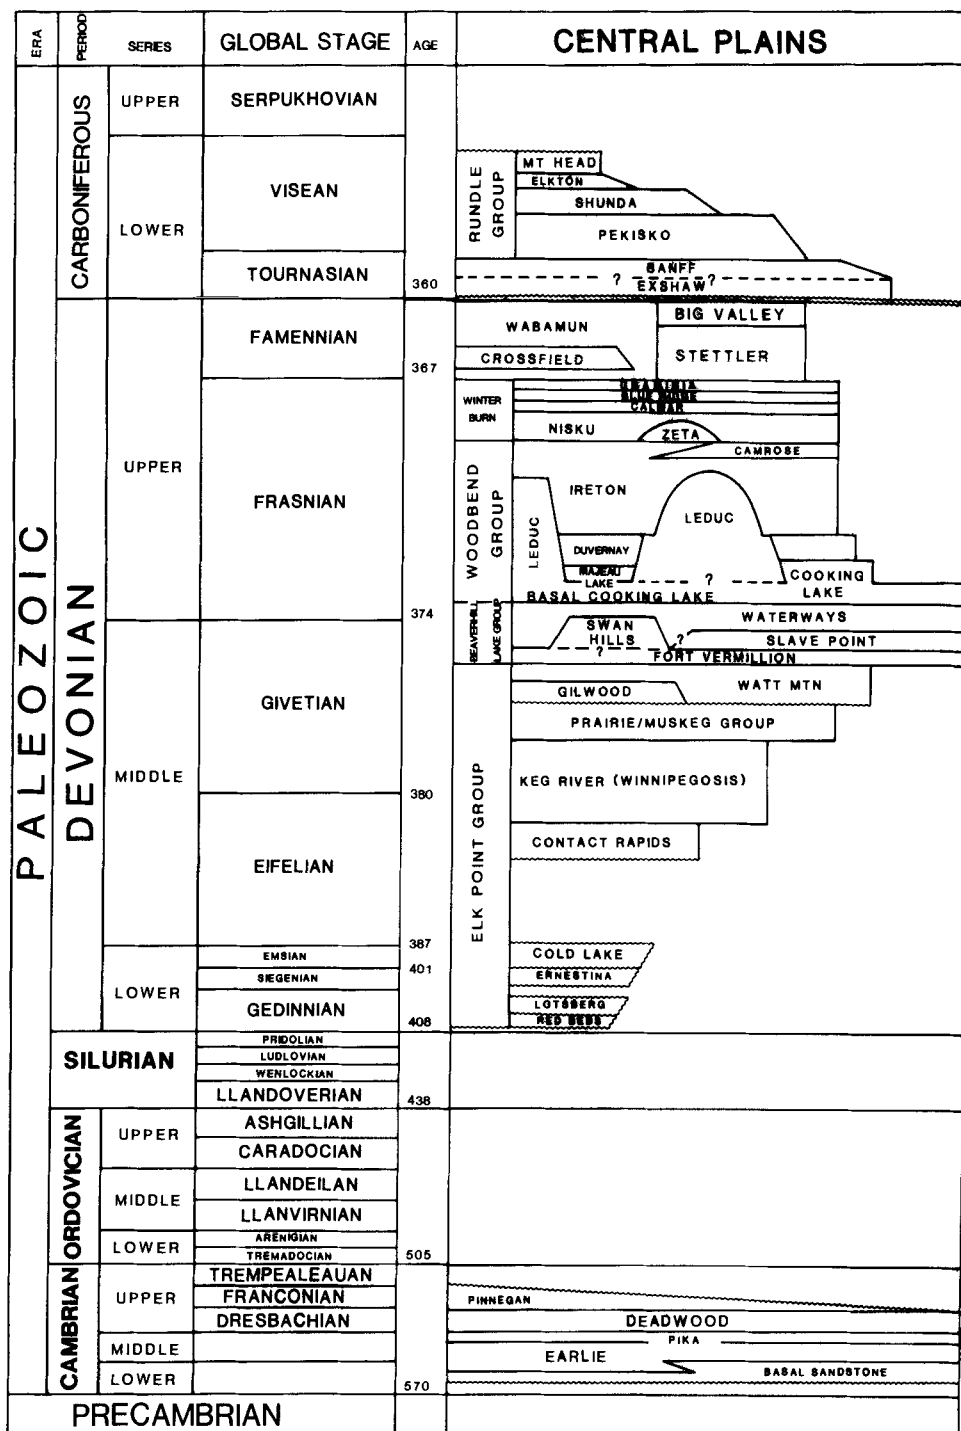 ERA
PERIOD
SERIES
GLOBAL STAGE
AGE
CENTRAL PLAINS
PALEOZOIC
CARBONIFEROUS
UPPER
SERPUKHOVIAN
LOWER
VISEAN
TOURNASIAN
360
RUNDLE
GROUP
MT HEAD
ELKTON
SHUNDA
PEKISKO
BANFF
? ?
EXSHAW
DEVONIAN
UPPER
FAMENNIAN
367
WABAMUN
CROSSFIELD
BIG VALLEY
STETTLER
FRASNIAN
374
WINTER
BURN
CALMAR
NISKU
ZETA
CAMROSE
WOODBEND
GROUP
LEDUC
IRETON
LEDUC
DUVERNAY
MAJEAU
LAKE
?
COOKING
LAKE
BASAL COOKING LAKE
BEAVERHILL
LAKE GROUP
WATERWAYS
SWAN
HILLS
?
SLAVE POINT
?
FORT VERMILLION
MIDDLE
GIVETIAN
380
EIFELIAN
387
ELK POINT GROUP
GILWOOD
WATT MTN
PRAIRIE/MUSKEG GROUP
KEG RIVER (WINNIPEGOSIS)
CONTACT RAPIDS
LOWER
EMSIAN
401
SIEGENIAN
GEDINNIAN
408
COLD LAKE
ERNESTINA
LOTSBERG
RED BEDS
SILURIAN
PRIDOLIAN
LUDLOVIAN
WENLOCKIAN
LLANDOVERIAN
438
ORDOVICIAN
UPPER
ASHGILLIAN
CARADOCIAN
MIDDLE
LLANDEILAN
LLANVIRNIAN
LOWER
ARENIGIAN
TREMADOCIAN
505
CAMBRIAN
UPPER
TREMPEALEAUAN
FRANCONIAN
DRESBACHIAN
PINNEGAN
DEADWOOD
MIDDLE
PIKA
EARLIE
LOWER
BASAL SANDSTONE
570
PRECAMBRIAN